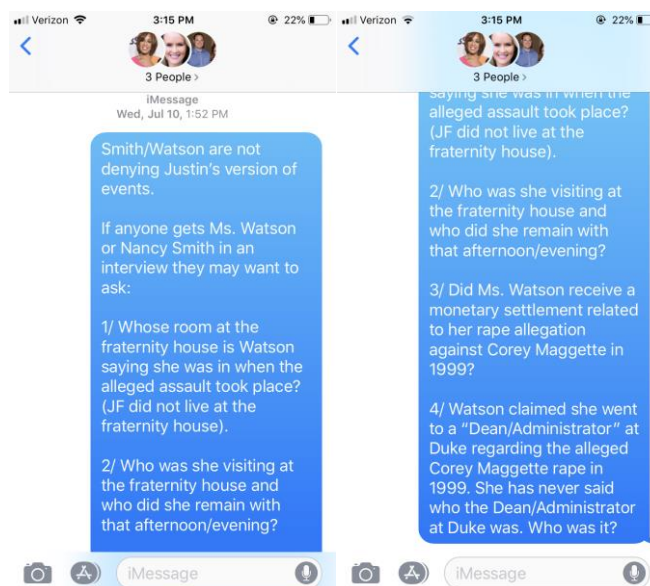 Verizon
3:15 PM
22%
3 People >
iMessage
Wed, Jul 10, 1:52 PM
Smith/Watson are not
denying Justin's version of
events.
If anyone gets Ms. Watson
or Nancy Smith in an
interview they may want to
ask:
1/ Whose room at the
fraternity house is Watson
saying she was in when the
alleged assault took place?
(JF did not live at the
fraternity house).
2/ Who was she visiting at
the fraternity house and
who did she remain with
that afternoon/evening?
iMessage
Verizon
3:15 PM
22%
3 People >
saying she was in when the
alleged assault took place?
(JF did not live at the
fraternity house).
2/ Who was she visiting at
the fraternity house and
who did she remain with
that afternoon/evening?
3/ Did Ms. Watson receive a
monetary settlement related
to her rape allegation
against Corey Maggette in
1999?
4/ Watson claimed she went
to a “Dean/Administrator” at
Duke regarding the alleged
Corey Maggette rape in
1999. She has never said
who the Dean/Administrator
at Duke was. Who was it?
iMessage